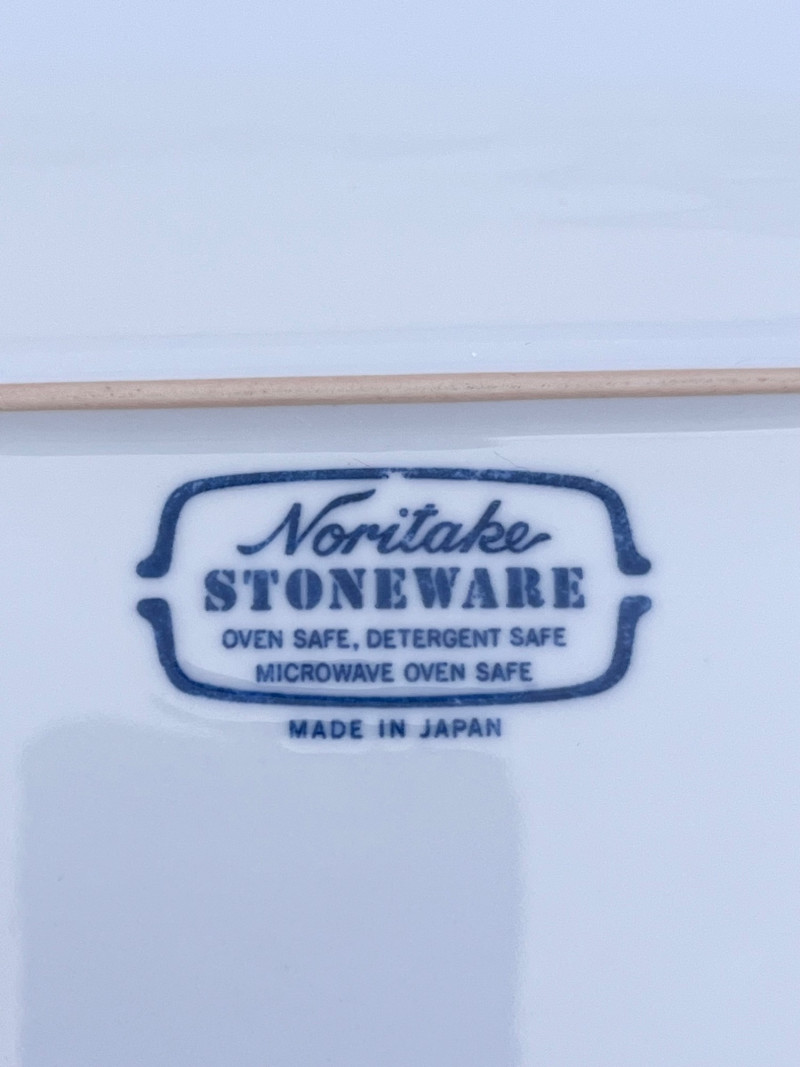 Noritake
STONEWARE
OVEN SAFE, DETERGENT SAFE
MICROWAVE OVEN SAFE
MADE IN JAPAN